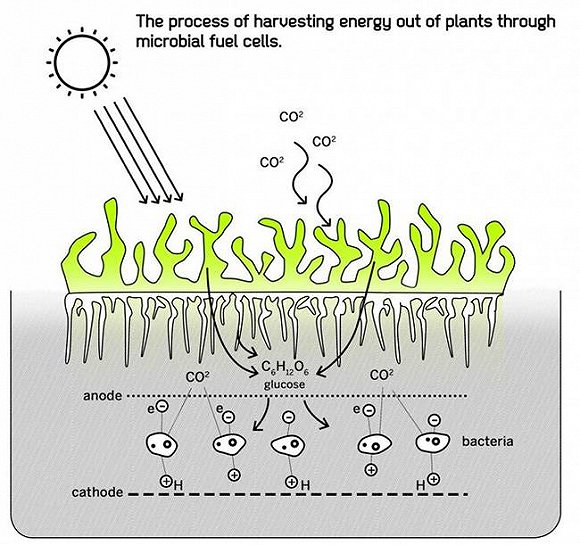 The process of harvesting energy out of plants through
microbial fuel cells.
CO²
CO²
CO²
C₆H₁₂O₆
glucose
CO²
CO²
anode
e⊖
e⊖
⊖
e⊖
⊖
bacteria
⊕H
⊕
⊕H
⊕
H⊕
cathode